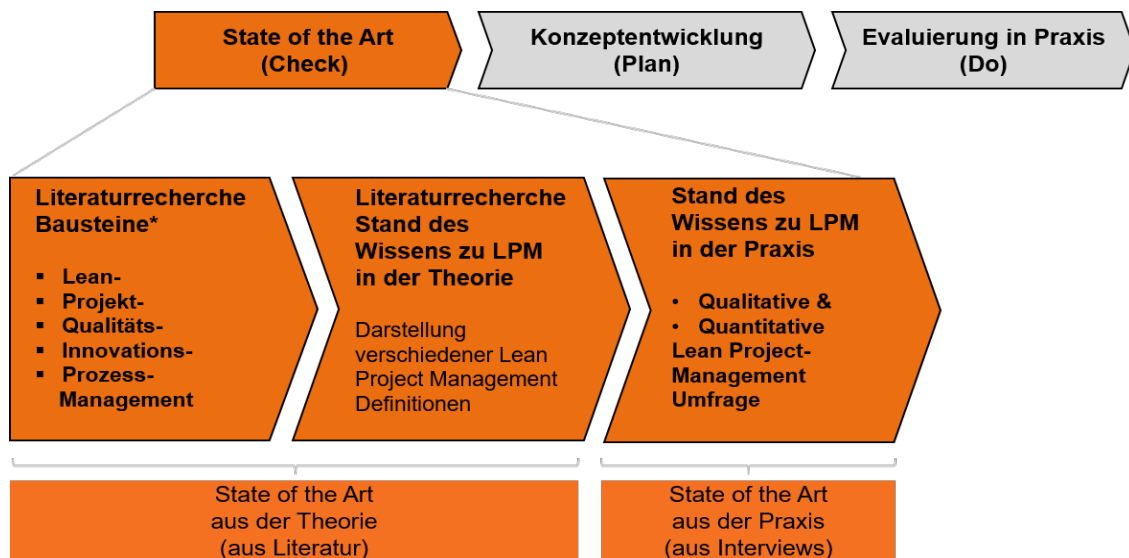 State of the Art
(Check)
Konzeptentwicklung
(Plan)
Evaluierung in Praxis
(Do)
Literaturrecherche
Bausteine*
▪ Lean-
▪ Projekt-
▪ Qualitäts-
▪ Innovations-
▪ Prozess-
Management
Literaturrecherche
Stand des
Wissens zu LPM
in der Theorie
Darstellung
verschiedener Lean
Project Management
Definitionen
Stand des
Wissens zu LPM
in der Praxis
• Qualitative &
• Quantitative
Lean Project-
Management
Umfrage
State of the Art
aus der Theorie
(aus Literatur)
State of the Art
aus der Praxis
(aus Interviews)